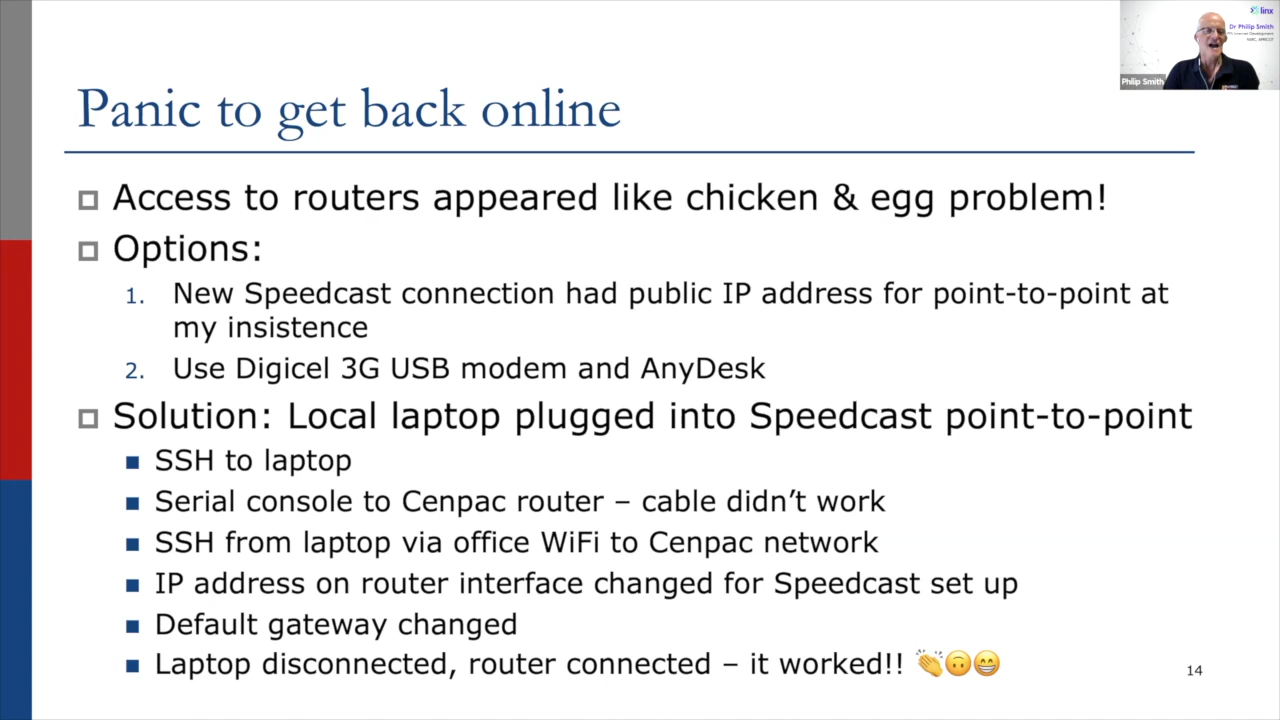 linx
Dr Philip Smith
Philip Smith
Panic to get back online
Access to routers appeared like chicken & egg problem!
Options:
1. New Speedcast connection had public IP address for point-to-point at
my insistence
2. Use Digicel 3G USB modem and AnyDesk
Solution: Local laptop plugged into Speedcast point-to-point
SSH to laptop
Serial console to Cenpac router – cable didn’t work
SSH from laptop via office WiFi to Cenpac network
IP address on router interface changed for Speedcast set up
Default gateway changed
Laptop disconnected, router connected – it worked!! 👏🙃😁
14